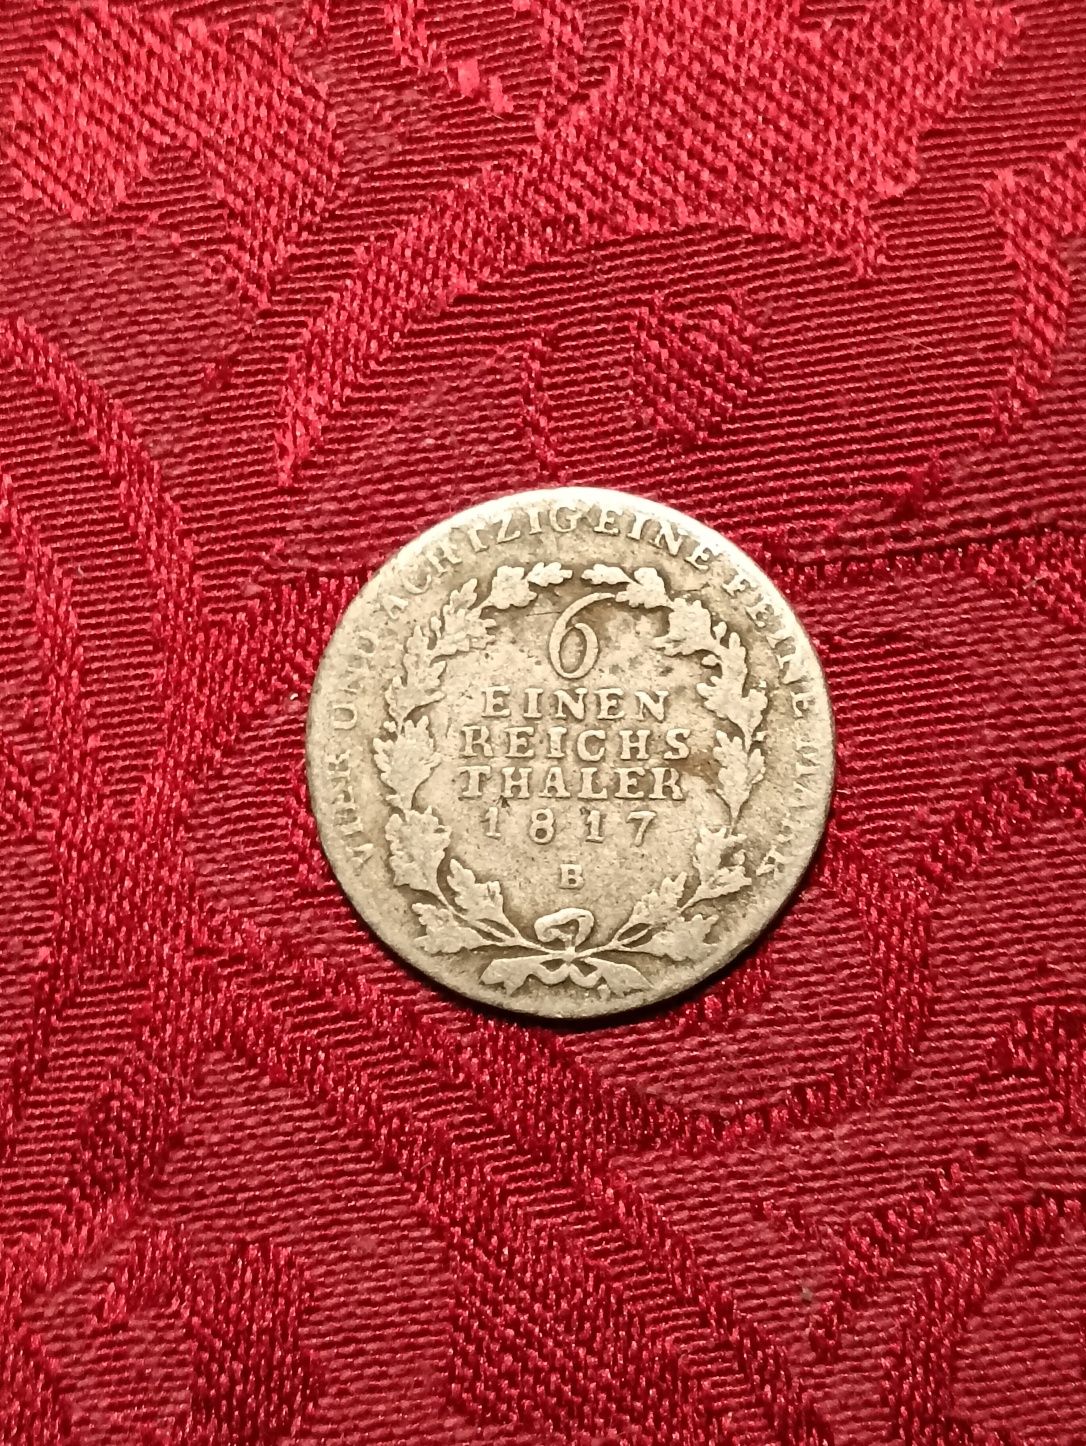 VIER UND ACHTZIG EINE FEINE MARK
6
EINEN
REICHS
THALER
1817
B